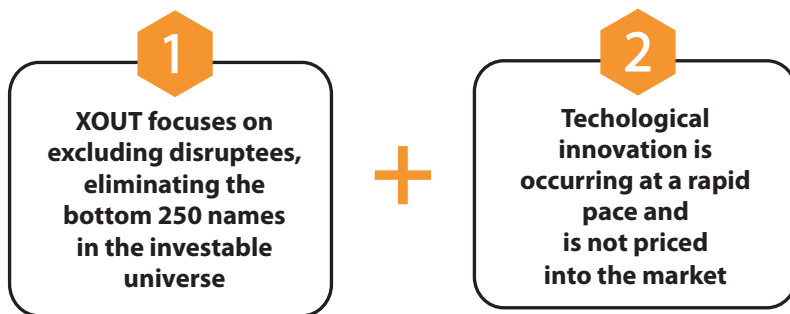 1
XOUT focuses on
excluding disruptees,
eliminating the
bottom 250 names
in the investable
universe
+
2
Techological
innovation is
occurring at a rapid
pace and
is not priced
into the market